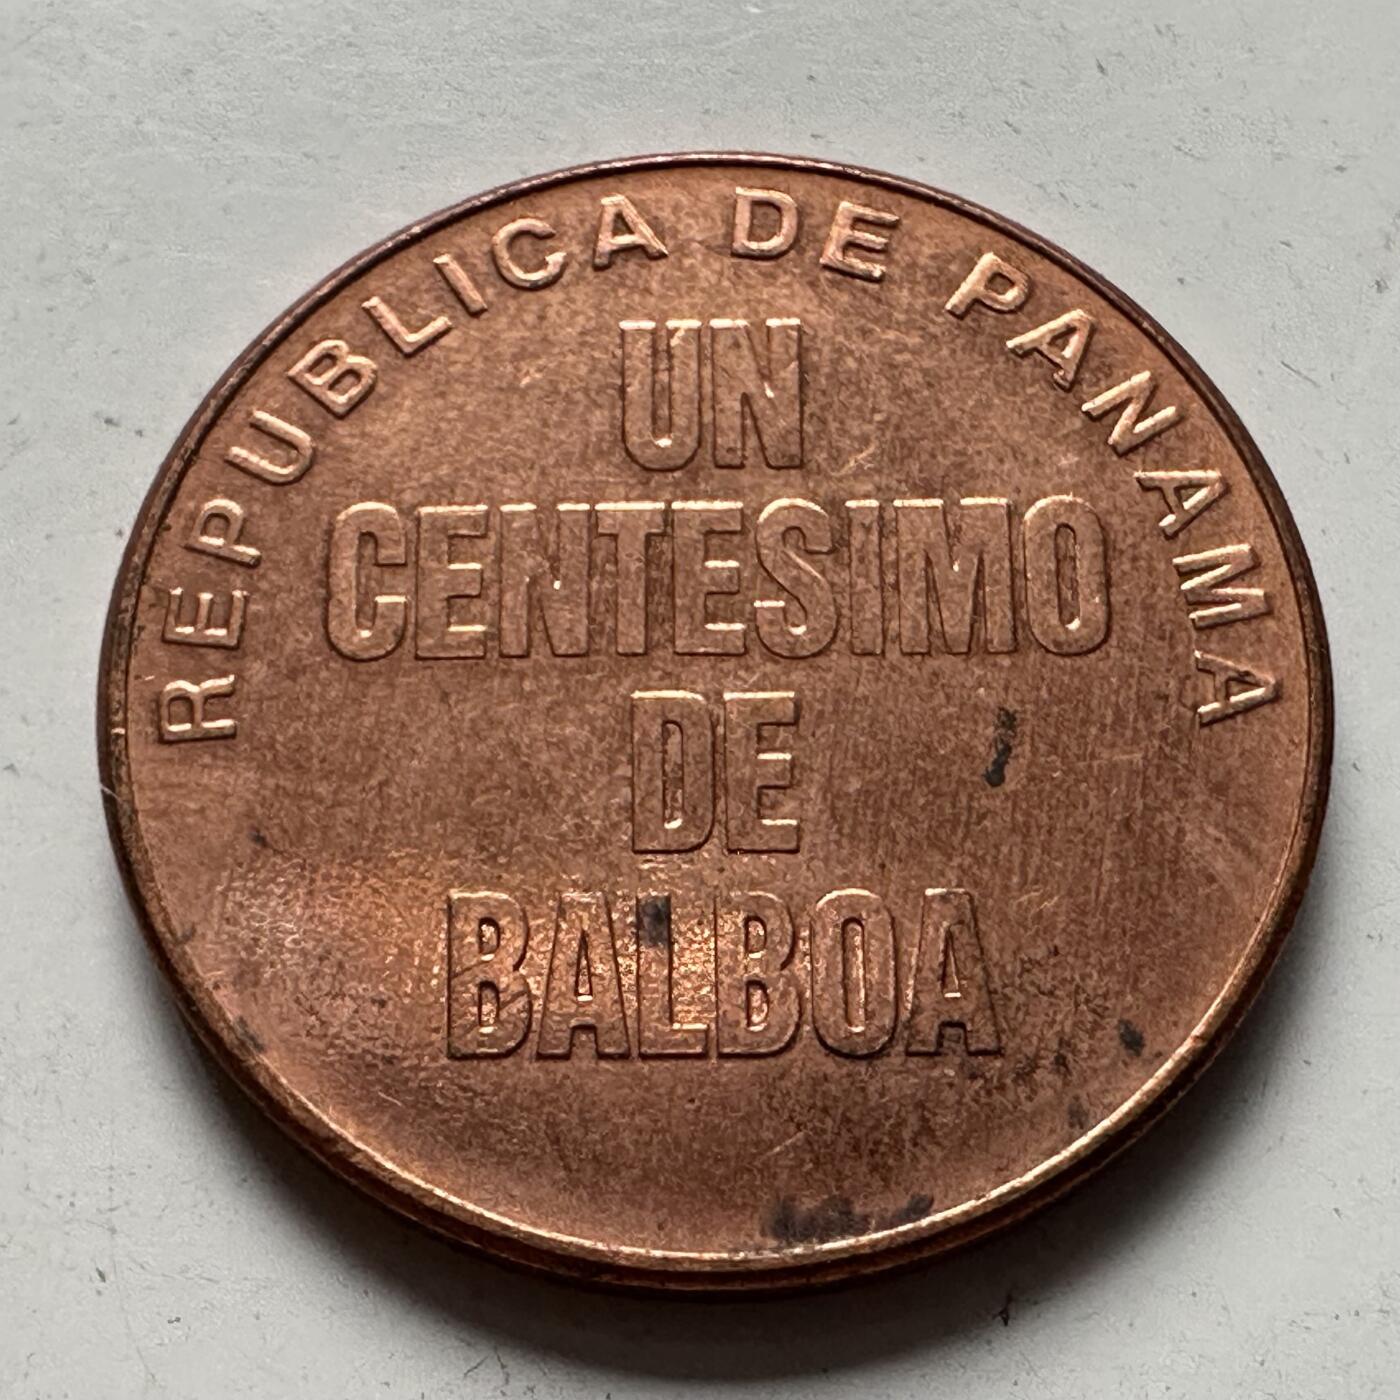 REPUBLICA DE PANAMA
UN
CENTESIMO
DE
BALBOA